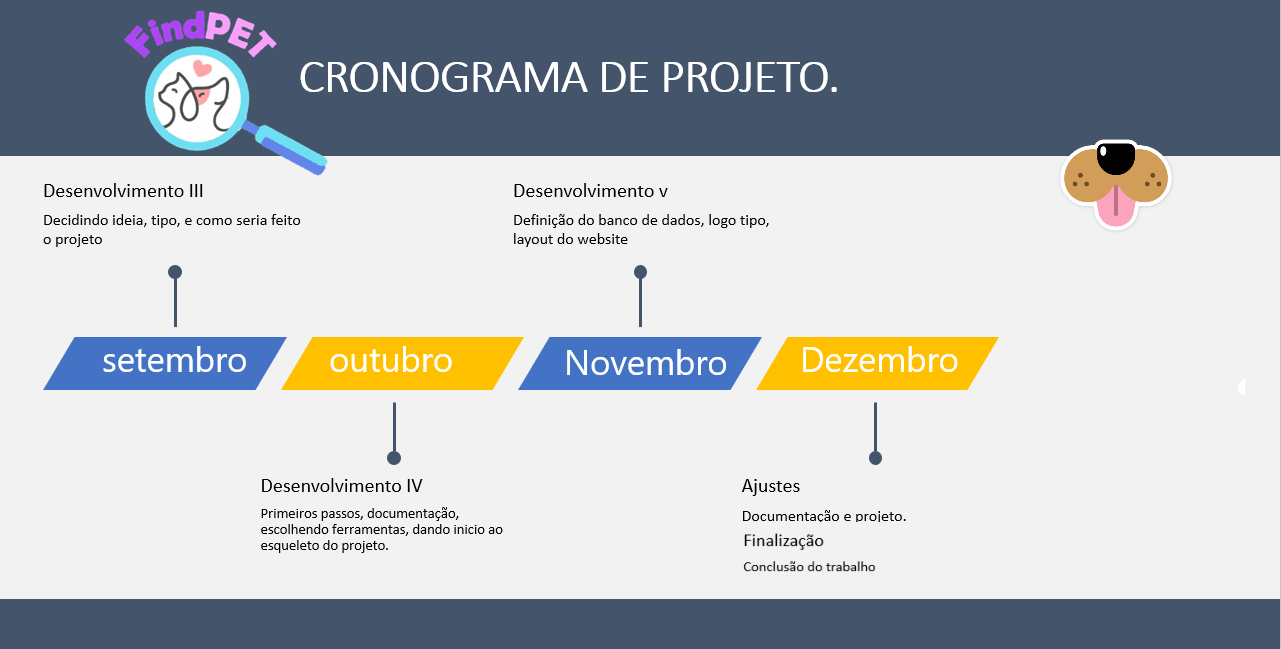 FindPET
CRONOGRAMA DE PROJETO.
Desenvolvimento III
Decidindo ideia, tipo, e como seria feito
o projeto
Desenvolvimento v
Definição do banco de dados, logo tipo,
layout do website
setembro
outubro
Novembro
Dezembro
Desenvolvimento IV
Primeiros passos, documentação,
escolhendo ferramentas, dando inicio ao
esqueleto do projeto.
Ajustes
Documentação e projeto.
Finalização
Conclusão do trabalho